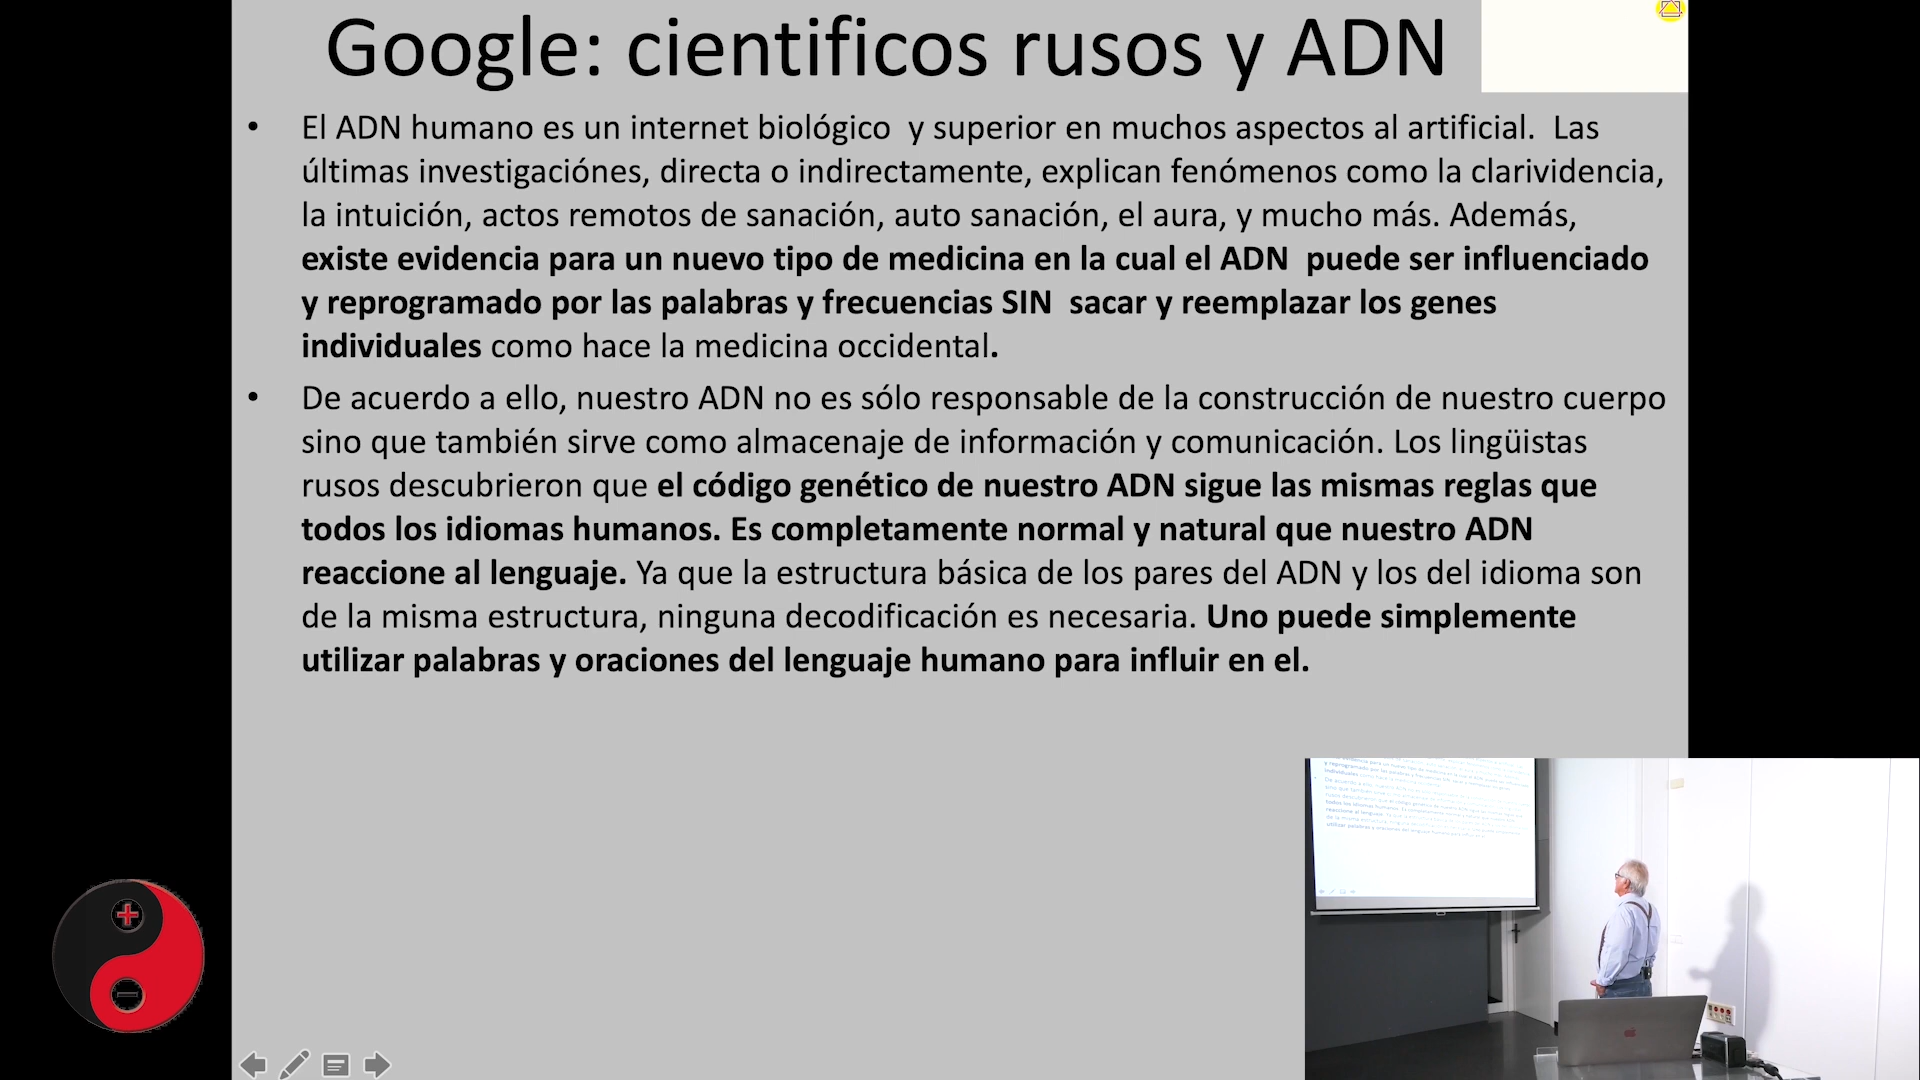 Google: cientificos rusos y ADN
• El ADN humano es un internet biológico  y superior en muchos aspectos al artificial.  Las
últimas investigaciónes, directa o indirectamente, explican fenómenos como la clarividencia,
la intuición, actos remotos de sanación, auto sanación, el aura, y mucho más. Además,
existe evidencia para un nuevo tipo de medicina en la cual el ADN  puede ser influenciado
y reprogramado por las palabras y frecuencias SIN  sacar y reemplazar los genes
individuales como hace la medicina occidental.
• De acuerdo a ello, nuestro ADN no es sólo responsable de la construcción de nuestro cuerpo
sino que también sirve como almacenaje de información y comunicación. Los lingüistas
rusos descubrieron que el código genético de nuestro ADN sigue las mismas reglas que
todos los idiomas humanos. Es completamente normal y natural que nuestro ADN
reaccione al lenguaje. Ya que la estructura básica de los pares del ADN y los del idioma son
de la misma estructura, ninguna decodificación es necesaria. Uno puede simplemente
utilizar palabras y oraciones del lenguaje humano para influir en el.